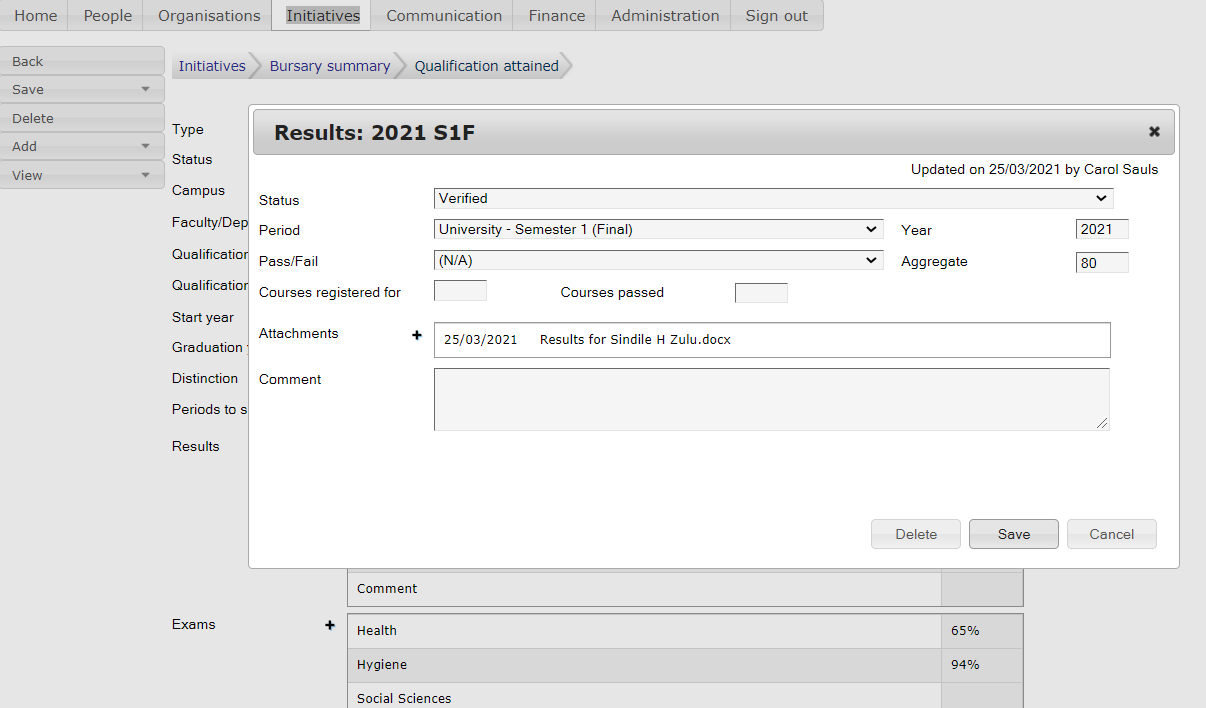 Home People Organisations Initiatives Communication Finance Administration Sign out
Back
Save
Delete
Add
View
Initiatives Bursary summary Qualification attained
Type
Status
Campus
Faculty/Dep
Qualification
Qualification
Start year
Graduation
Distinction
Periods to s
Results
Results: 2021 S1F
Updated on 25/03/2021 by Carol Sauls
Status Verified
Period University - Semester 1 (Final) Year 2021
Pass/Fail (N/A) Aggregate 80
Courses registered for Courses passed
Attachments + 25/03/2021 Results for Sindile H Zulu.docx
Comment
Delete Save Cancel
Comment
Exams + Health 65%
Hygiene 94%
Social Sciences